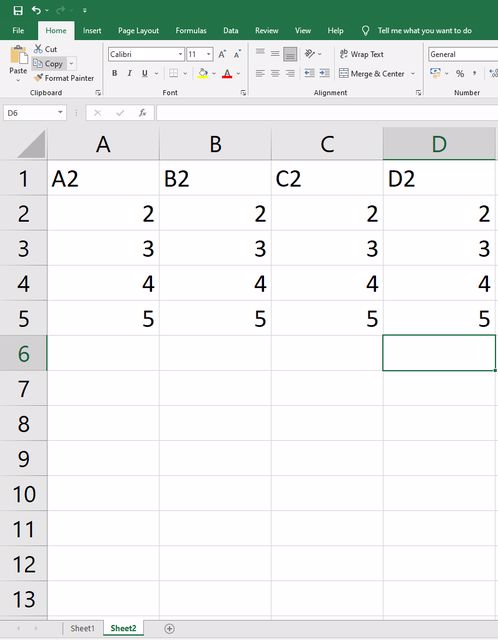 File Home Insert Page Layout Formulas Data Review View Help Tell me what you want to do
Paste
Cut
Copy
Format Painter
Clipboard
Calibri 11 A A
B I U A
Font
ab Wrap Text
Merge & Center
Alignment
General
% ,
Number
D6 fx
A B C D
1 A2 B2 C2 D2
2 2 2 2 2
3 3 3 3 3
4 4 4 4 4
5 5 5 5 5
6
7
8
9
10
11
12
13
Sheet1 Sheet2